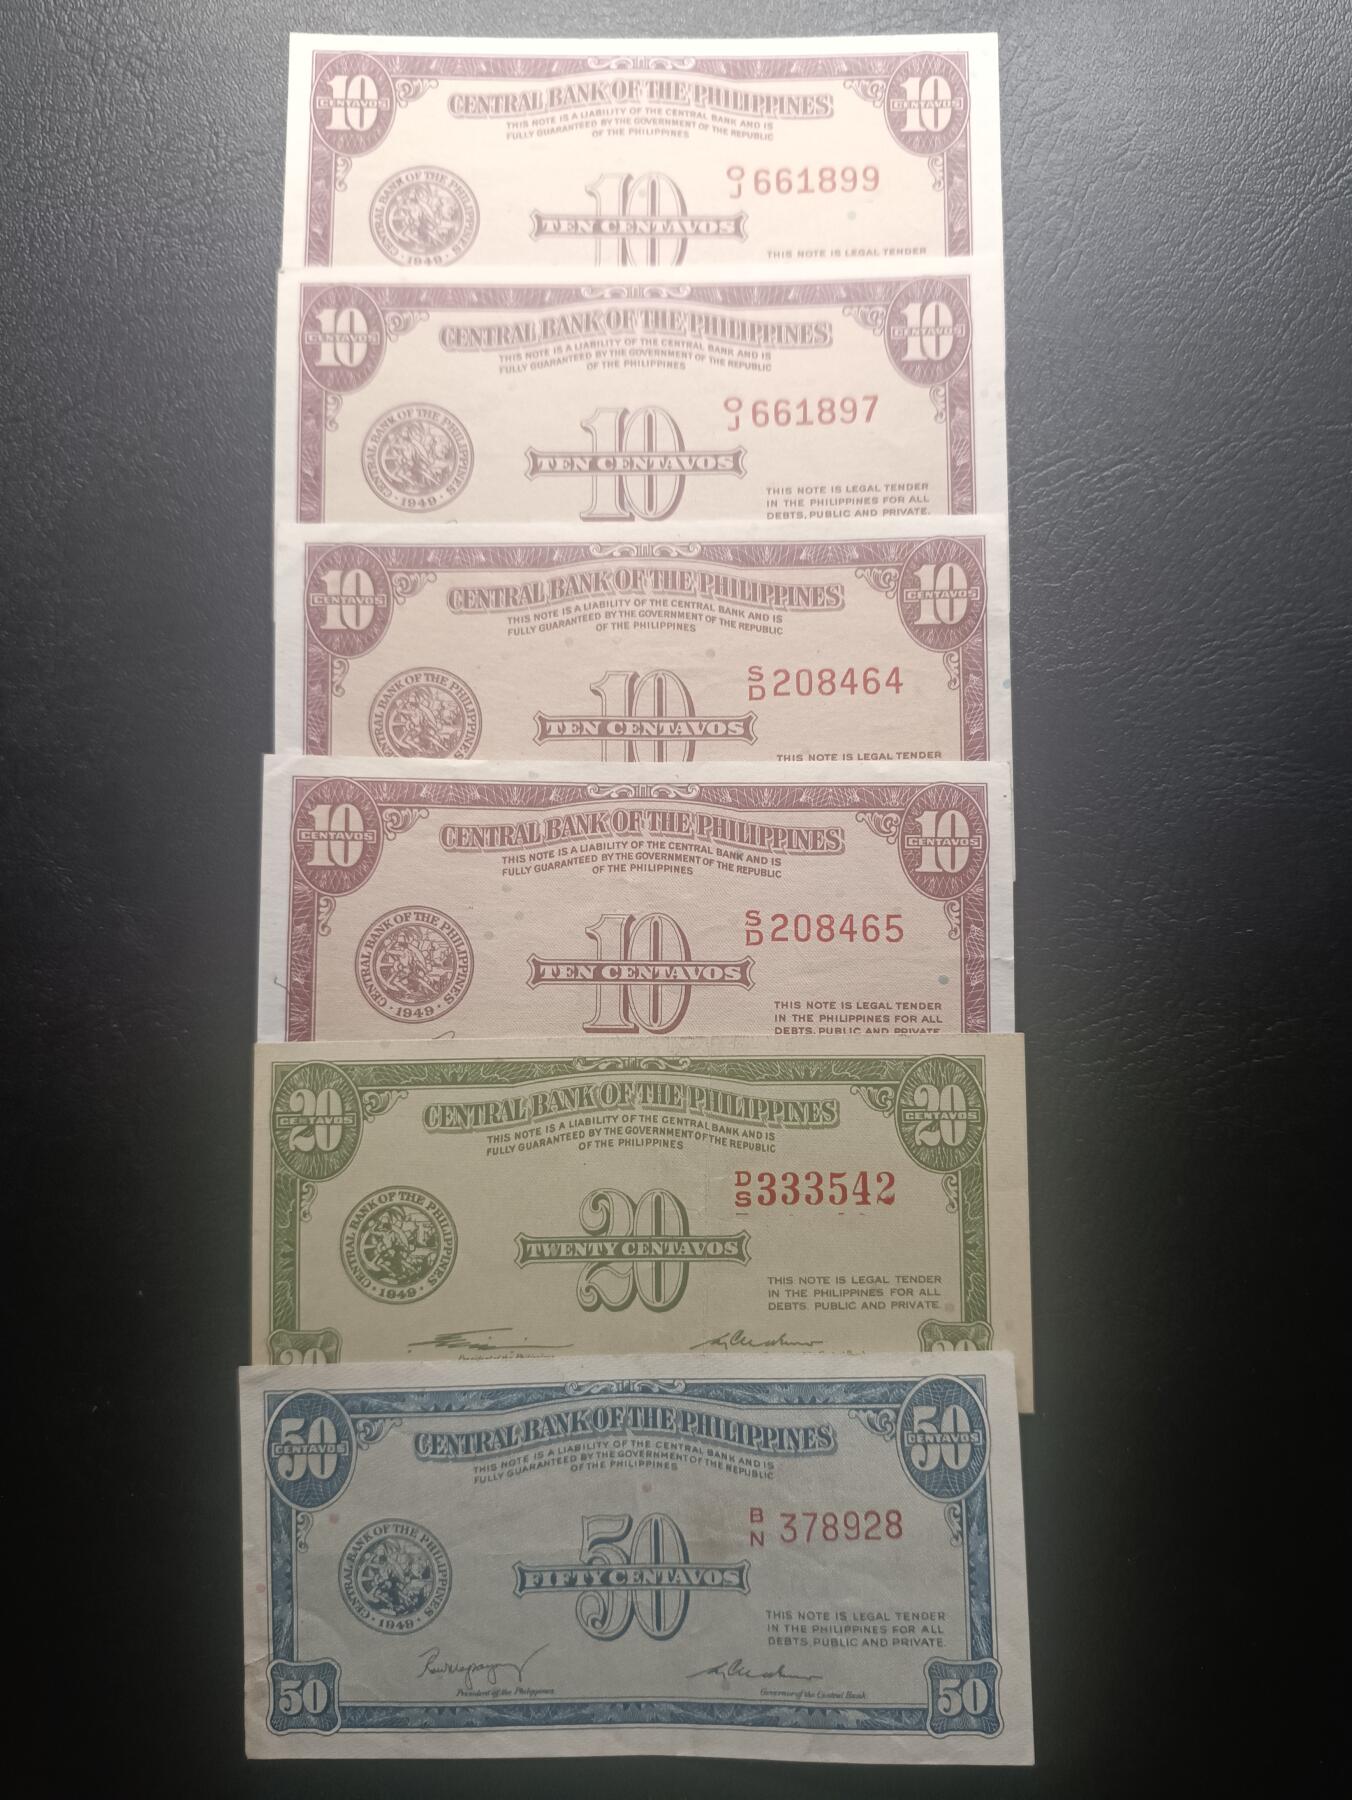 10 CENTAVOS
10 CENTAVOS
CENTRAL BANK OF THE PHILIPPINES
THIS NOTE IS A LIABILITY OF THE CENTRAL BANK AND IS
FULLY GUARANTEED BY THE GOVERNMENT OF THE REPUBLIC
OF THE PHILIPPINES
O/J 661899
CENTRAL BANK OF THE PHILIPPINES
· 1949 ·
10
TEN CENTAVOS
THIS NOTE IS LEGAL TENDER
10 CENTAVOS
10 CENTAVOS
CENTRAL BANK OF THE PHILIPPINES
THIS NOTE IS A LIABILITY OF THE CENTRAL BANK AND IS
FULLY GUARANTEED BY THE GOVERNMENT OF THE REPUBLIC
OF THE PHILIPPINES
O/J 661897
CENTRAL BANK OF THE PHILIPPINES
· 1949 ·
10
TEN CENTAVOS
THIS NOTE IS LEGAL TENDER
IN THE PHILIPPINES FOR ALL
DEBTS, PUBLIC AND PRIVATE.
10 CENTAVOS
10 CENTAVOS
CENTRAL BANK OF THE PHILIPPINES
THIS NOTE IS A LIABILITY OF THE CENTRAL BANK AND IS
FULLY GUARANTEED BY THE GOVERNMENT OF THE REPUBLIC
OF THE PHILIPPINES
S/D 208464
CENTRAL BANK OF THE PHILIPPINES
10
TEN CENTAVOS
THIS NOTE IS LEGAL TENDER
10 CENTAVOS
10 CENTAVOS
CENTRAL BANK OF THE PHILIPPINES
THIS NOTE IS A LIABILITY OF THE CENTRAL BANK AND IS
FULLY GUARANTEED BY THE GOVERNMENT OF THE REPUBLIC
OF THE PHILIPPINES
S/D 208465
CENTRAL BANK OF THE PHILIPPINES
· 1949 ·
10
TEN CENTAVOS
THIS NOTE IS LEGAL TENDER
IN THE PHILIPPINES FOR ALL
DEBTS, PUBLIC AND PRIVATE.
20 CENTAVOS
20 CENTAVOS
CENTRAL BANK OF THE PHILIPPINES
THIS NOTE IS A LIABILITY OF THE CENTRAL BANK AND IS
FULLY GUARANTEED BY THE GOVERNMENT OF THE REPUBLIC
OF THE PHILIPPINES
D/S 333542
CENTRAL BANK OF THE PHILIPPINES
· 1949 ·
20
TWENTY CENTAVOS
THIS NOTE IS LEGAL TENDER
IN THE PHILIPPINES FOR ALL
DEBTS, PUBLIC AND PRIVATE.
President of the Philippines
20
20
50 CENTAVOS
50 CENTAVOS
CENTRAL BANK OF THE PHILIPPINES
THIS NOTE IS A LIABILITY OF THE CENTRAL BANK AND IS
FULLY GUARANTEED BY THE GOVERNMENT OF THE REPUBLIC
OF THE PHILIPPINES
B/N 378928
CENTRAL BANK OF THE PHILIPPINES
· 1949 ·
50
FIFTY CENTAVOS
THIS NOTE IS LEGAL TENDER
IN THE PHILIPPINES FOR ALL
DEBTS, PUBLIC AND PRIVATE.
President of the Philippines
Governor of the Central Bank
50
50